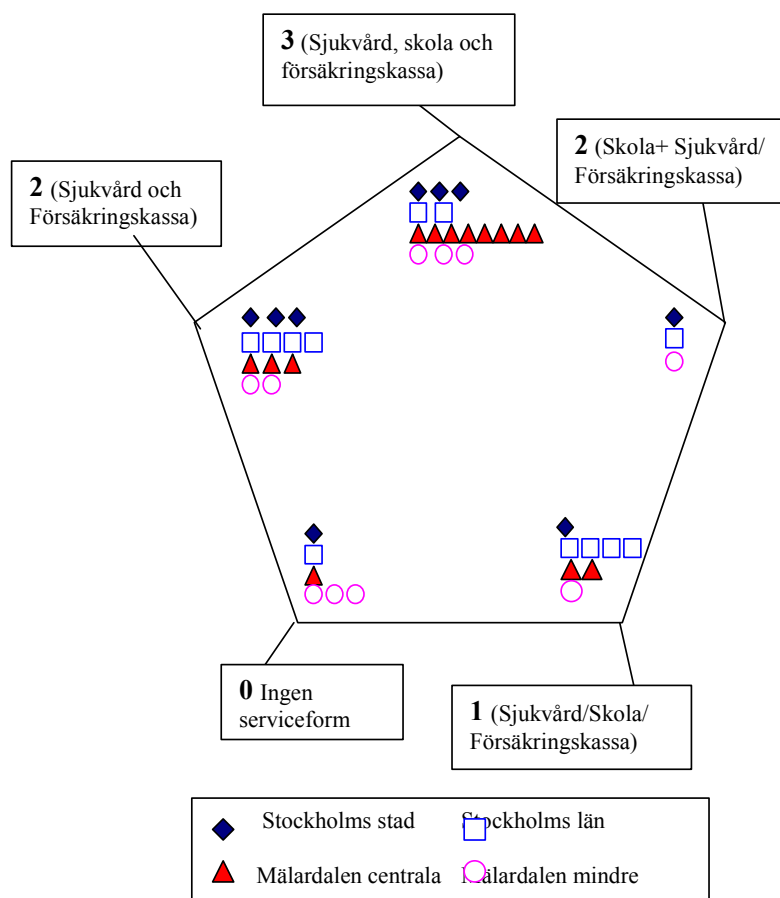 3 (Sjukvård, skola och
försäkringskassa)
2 (Skola+ Sjukvård/
Försäkringskassa)
2 (Sjukvård och
Försäkringskassa)
0 Ingen
serviceform
1 (Sjukvård/Skola/
Försäkringskassa)
Stockholms stad
Stockholms län
Mälardalen centrala
Mälardalen mindre